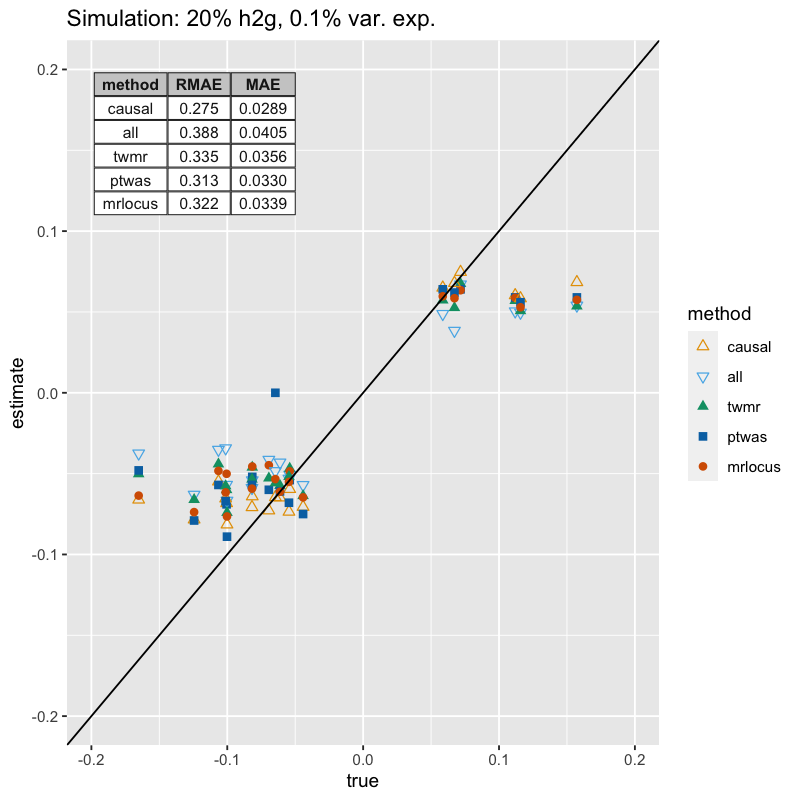 Simulation: 20% h2g, 0.1% var. exp.
method RMAE MAE
causal 0.275 0.0289
all 0.388 0.0405
twmr 0.335 0.0356
ptwas 0.313 0.0330
mrlocus 0.322 0.0339
0.2
0.1
0.0
-0.1
-0.2
estimate
-0.2 -0.1 0.0 0.1 0.2
true
method
causal
all
twmr
ptwas
mrlocus